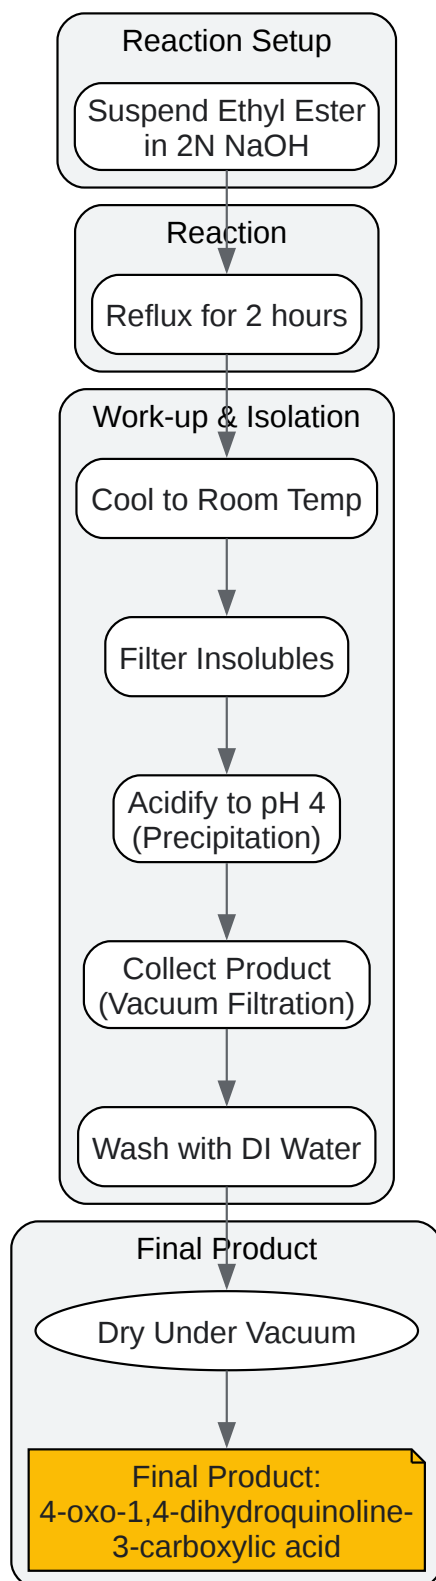 Reaction Setup
Suspend Ethyl Ester
in 2N NaOH
Reaction
Reflux for 2 hours
Work-up & Isolation
Cool to Room Temp
Filter Insolubles
Acidify to pH 4
(Precipitation)
Collect Product
(Vacuum Filtration)
Wash with DI Water
Final Product
Dry Under Vacuum
Final Product:
4-oxo-1,4-dihydroquinoline-
3-carboxylic acid